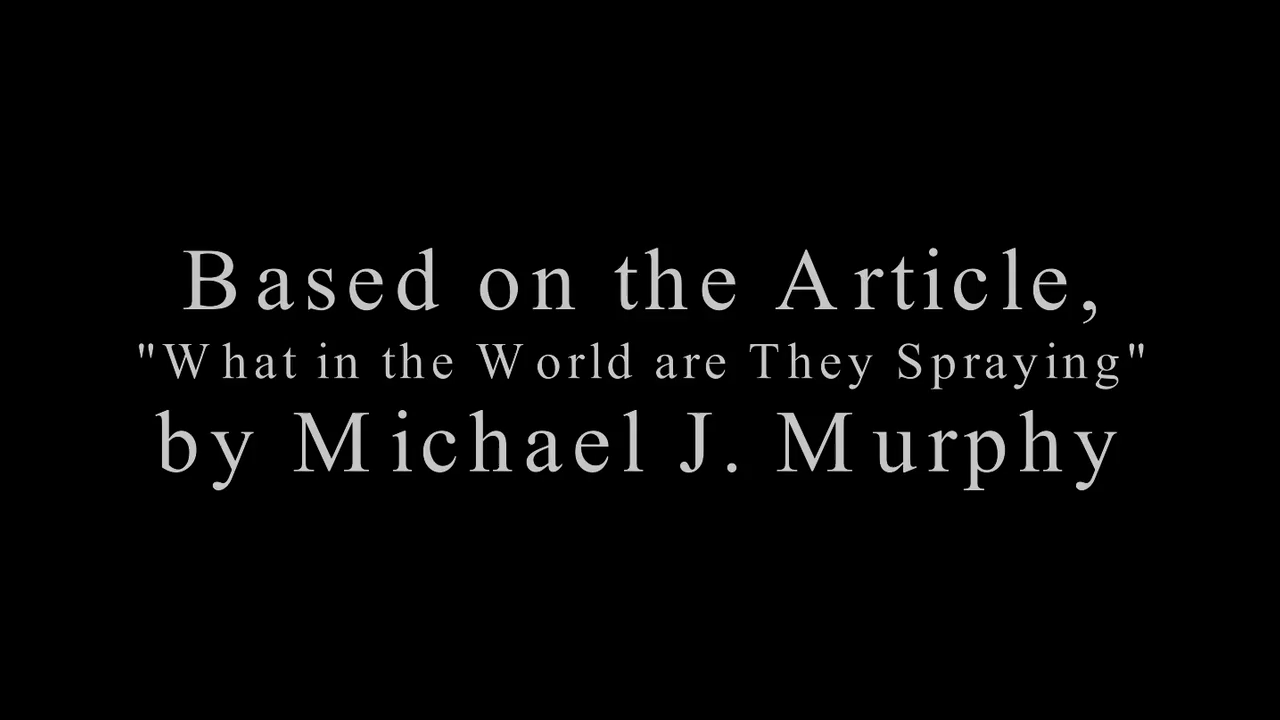 Based on the Article,
"What in the World are They Spraying"
by Michael J. Murphy